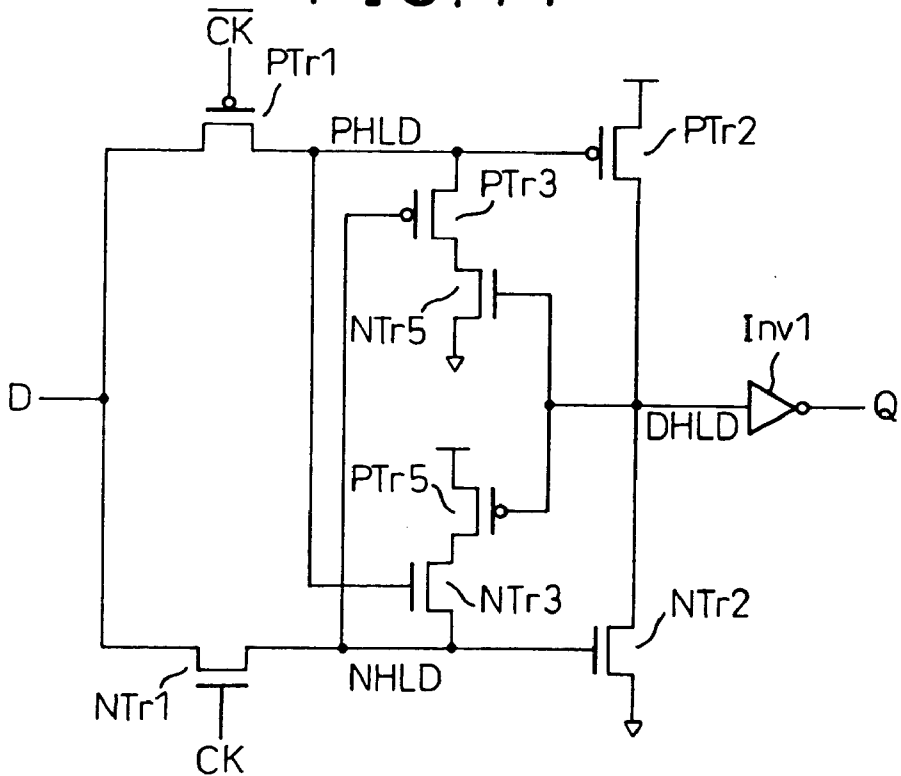 CK
PTr1
PHLD
PTr2
PTr3
NTr5
Inv1
D
DHLD
Q
PTr5
NTr3
NTr2
NHLD
NTr1
CK